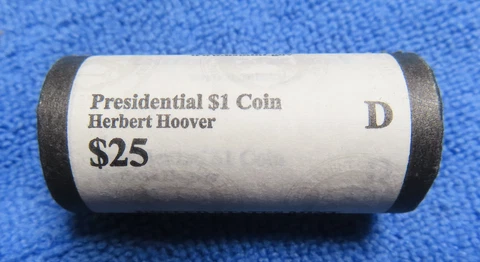 Presidential $1 Coin
Herbert Hoover
$25
D